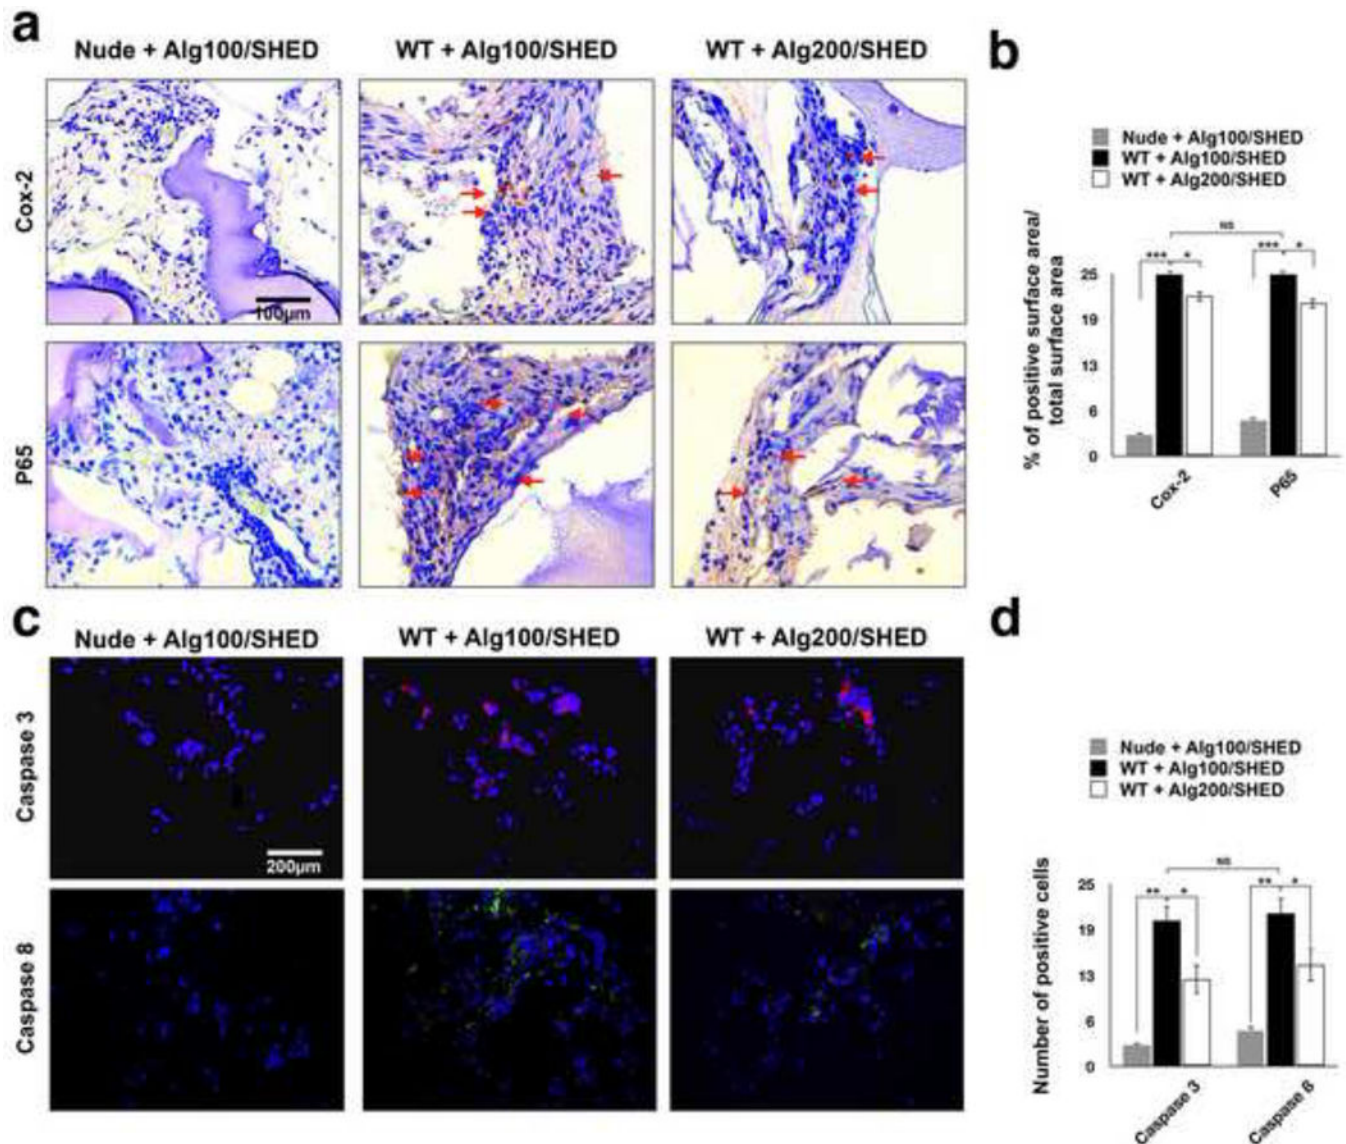 a
Nude + Alg100/SHED WT + Alg100/SHED WT + Alg200/SHED
Cox-2
100µm
P65
b
Nude + Alg100/SHED
WT + Alg100/SHED
WT + Alg200/SHED
% of positive surface area/
total surface area
NS
*** * *** *
25
19
13
6
0
Cox-2 P65
c
Nude + Alg100/SHED WT + Alg100/SHED WT + Alg200/SHED
Caspase 3
200µm
Caspase 8
d
Nude + Alg100/SHED
WT + Alg100/SHED
WT + Alg200/SHED
Number of positive cells
NS
** * ** *
25
19
13
6
0
Caspase 3 Caspase 8